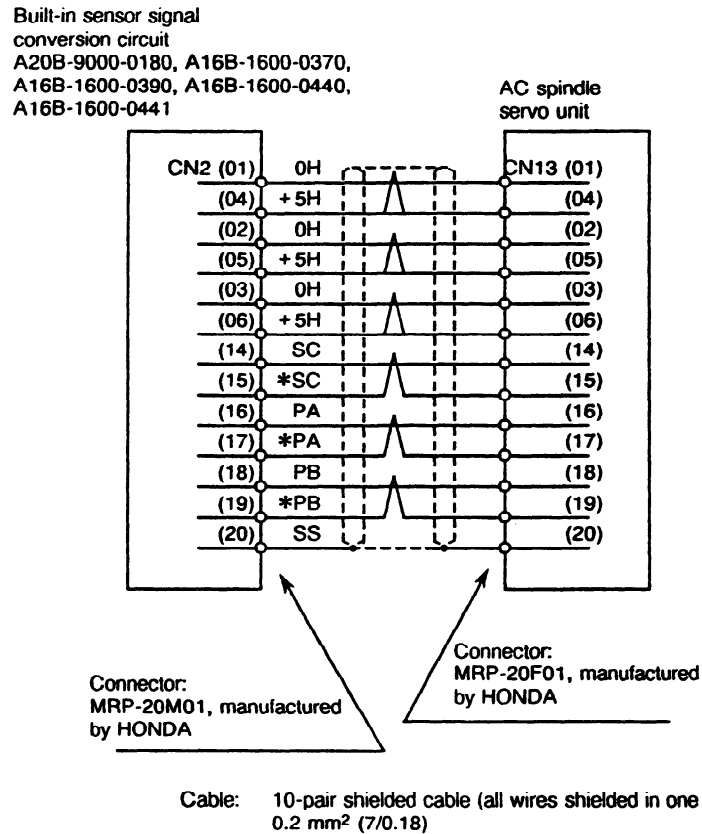 Built-in sensor signal
conversion circuit
A20B-9000-0180, A16B-1600-0370,
A16B-1600-0390, A16B-1600-0440,
A16B-1600-0441
AC spindle
servo unit
CN2 (01) 0H CN13 (01)
(04) +5H (04)
(02) 0H (02)
(05) +5H (05)
(03) 0H (03)
(06) +5H (06)
(14) SC (14)
(15) *SC (15)
(16) PA (16)
(17) *PA (17)
(18) PB (18)
(19) *PB (19)
(20) SS (20)
Connector:
MRP-20F01, manufactured
by HONDA
Connector:
MRP-20M01, manufactured
by HONDA
Cable: 10-pair shielded cable (all wires shielded in one
0.2 mm² (7/0.18)